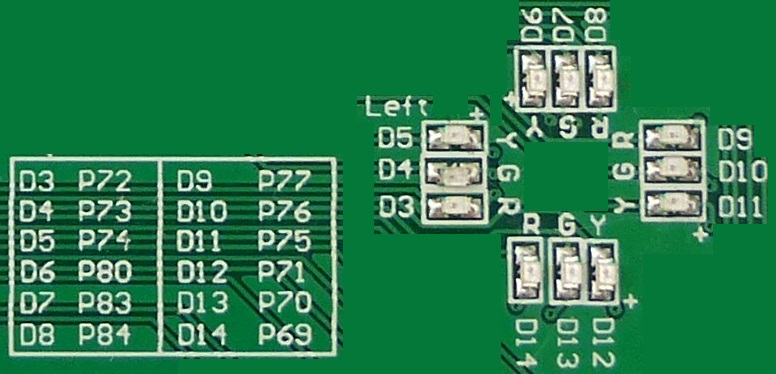 D3 P72 D9 P77
D4 P73 D10 P76
D5 P74 D11 P75
D6 P80 D12 P71
D7 P83 D13 P70
D8 P84 D14 P69
Left
D6 D7 D8
+
Y G R
D5 Y +
D4 G
D3 R
R D9
G D10
Y D11
+
R G Y
+
D14 D13 D12